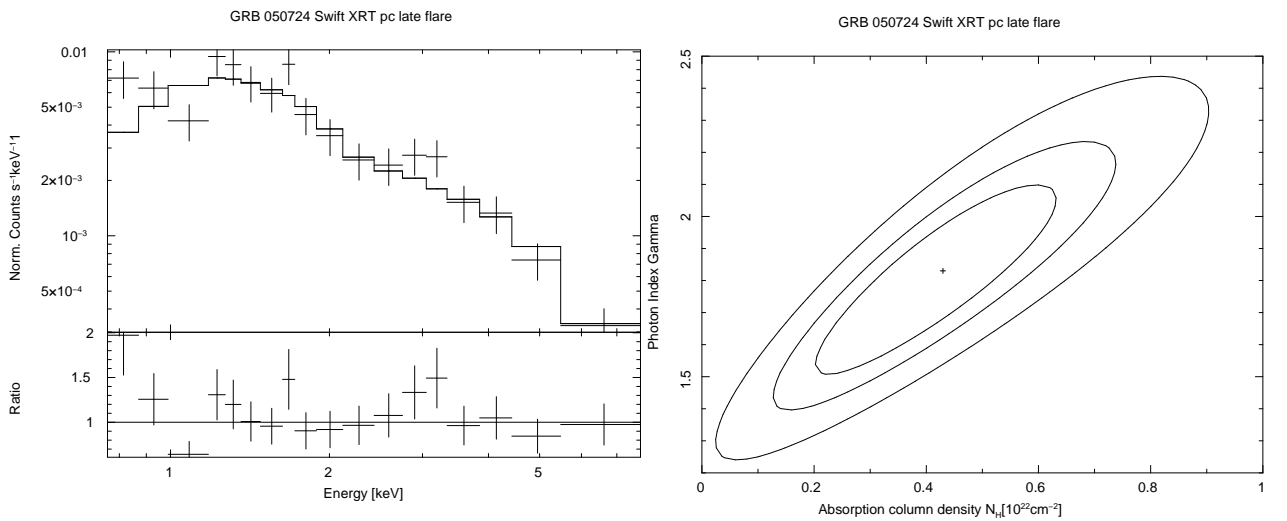 GRB 050724 Swift XRT pc late flare
Norm. Counts s⁻¹keV⁻¹1
0.01
5×10⁻³
2×10⁻³
10⁻³
5×10⁻⁴
Ratio
2
1.5
1
1 2 5
Energy [keV]
GRB 050724 Swift XRT pc late flare
Photon Index Gamma
2.5
2
1.5
0 0.2 0.4 0.6 0.8 1
Absorption column density N_H[10²²cm⁻²]